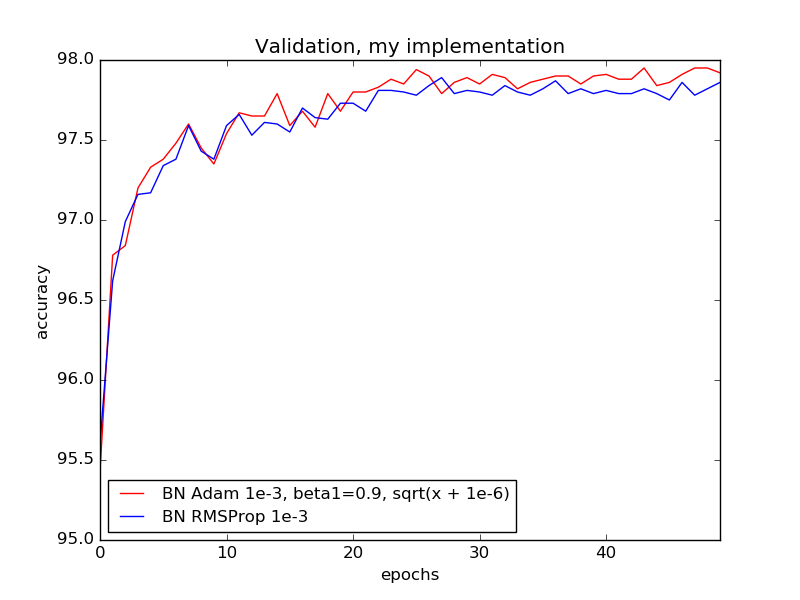 Validation, my implementation
98.0
97.5
97.0
96.5
96.0
95.5
95.0
accuracy
BN Adam 1e-3, beta1=0.9, sqrt(x + 1e-6)
BN RMSProp 1e-3
0 10 20 30 40
epochs